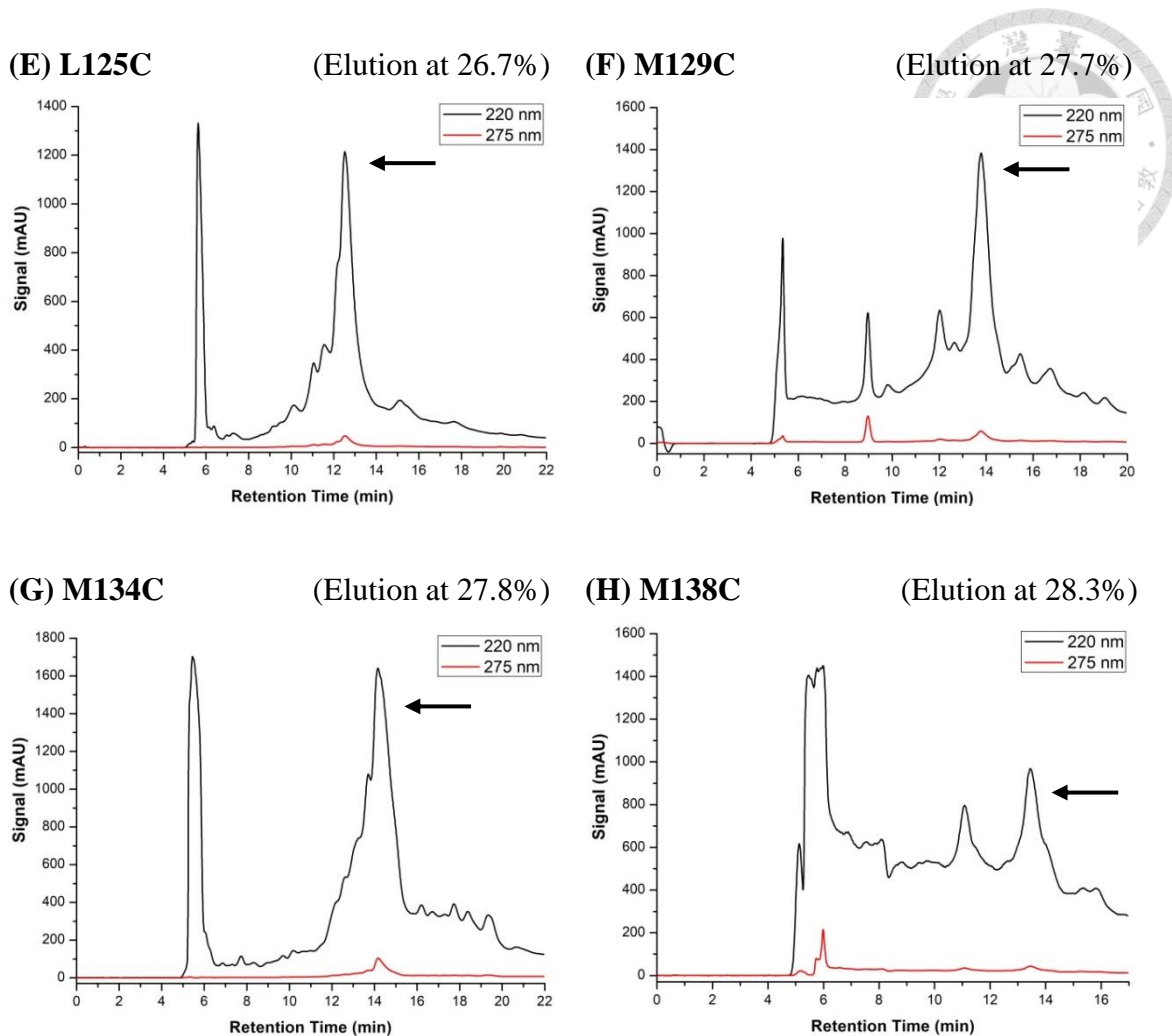 (E) L125C (Elution at 26.7%)
1400
1200
1000
800
600
400
200
0
Signal (mAU)
220 nm
275 nm
0 2 4 6 8 10 12 14 16 18 20 22
Retention Time (min)
(F) M129C (Elution at 27.7%)
1600
1400
1200
1000
800
600
400
200
0
Signal (mAU)
220 nm
275 nm
0 2 4 6 8 10 12 14 16 18 20
Retention Time (min)
(G) M134C (Elution at 27.8%)
1800
1600
1400
1200
1000
800
600
400
200
0
Signal (mAU)
220 nm
275 nm
0 2 4 6 8 10 12 14 16 18 20 22
Retention Time (min)
(H) M138C (Elution at 28.3%)
1600
1400
1200
1000
800
600
400
200
0
Signal (mAU)
220 nm
275 nm
0 2 4 6 8 10 12 14 16
Retention Time (min)